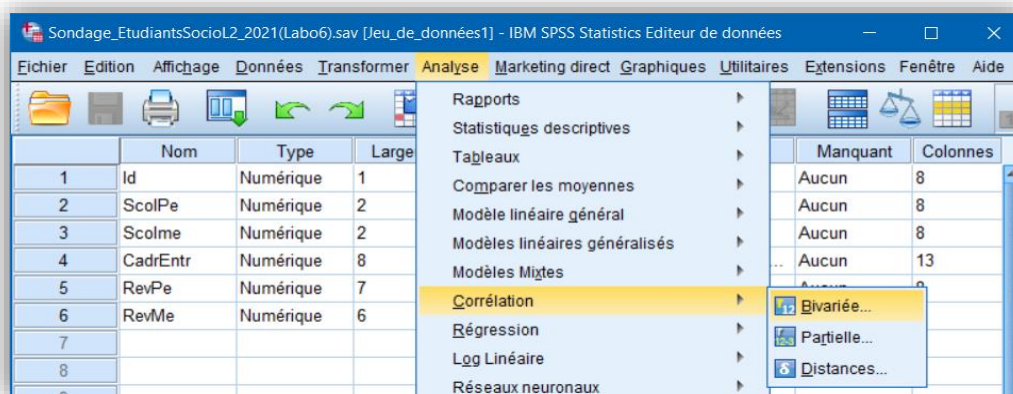 Sondage_EtudiantsSocioL2_2021(Labo6).sav [Jeu_de_données1] - IBM SPSS Statistics Editeur de données
Fichier Edition Affichage Données Transformer Analyse Marketing direct Graphiques Utilitaires Extensions Fenêtre Aide
Rapports
Statistiques descriptives
Tableaux
Comparer les moyennes
Modèle linéaire général
Modèles linéaires généralisés
Modèles Mixtes
Corrélation
Régression
Log Linéaire
Réseaux neuronaux
Bivariée...
Partielle...
Distances...
Nom Type Large Manquant Colonnes
1 Id Numérique 1 Aucun 8
2 ScolPe Numérique 2 Aucun 8
3 Scolme Numérique 2 Aucun 8
4 CadrEntr Numérique 8 ... Aucun 13
5 RevPe Numérique 7
6 RevMe Numérique 6
7
8